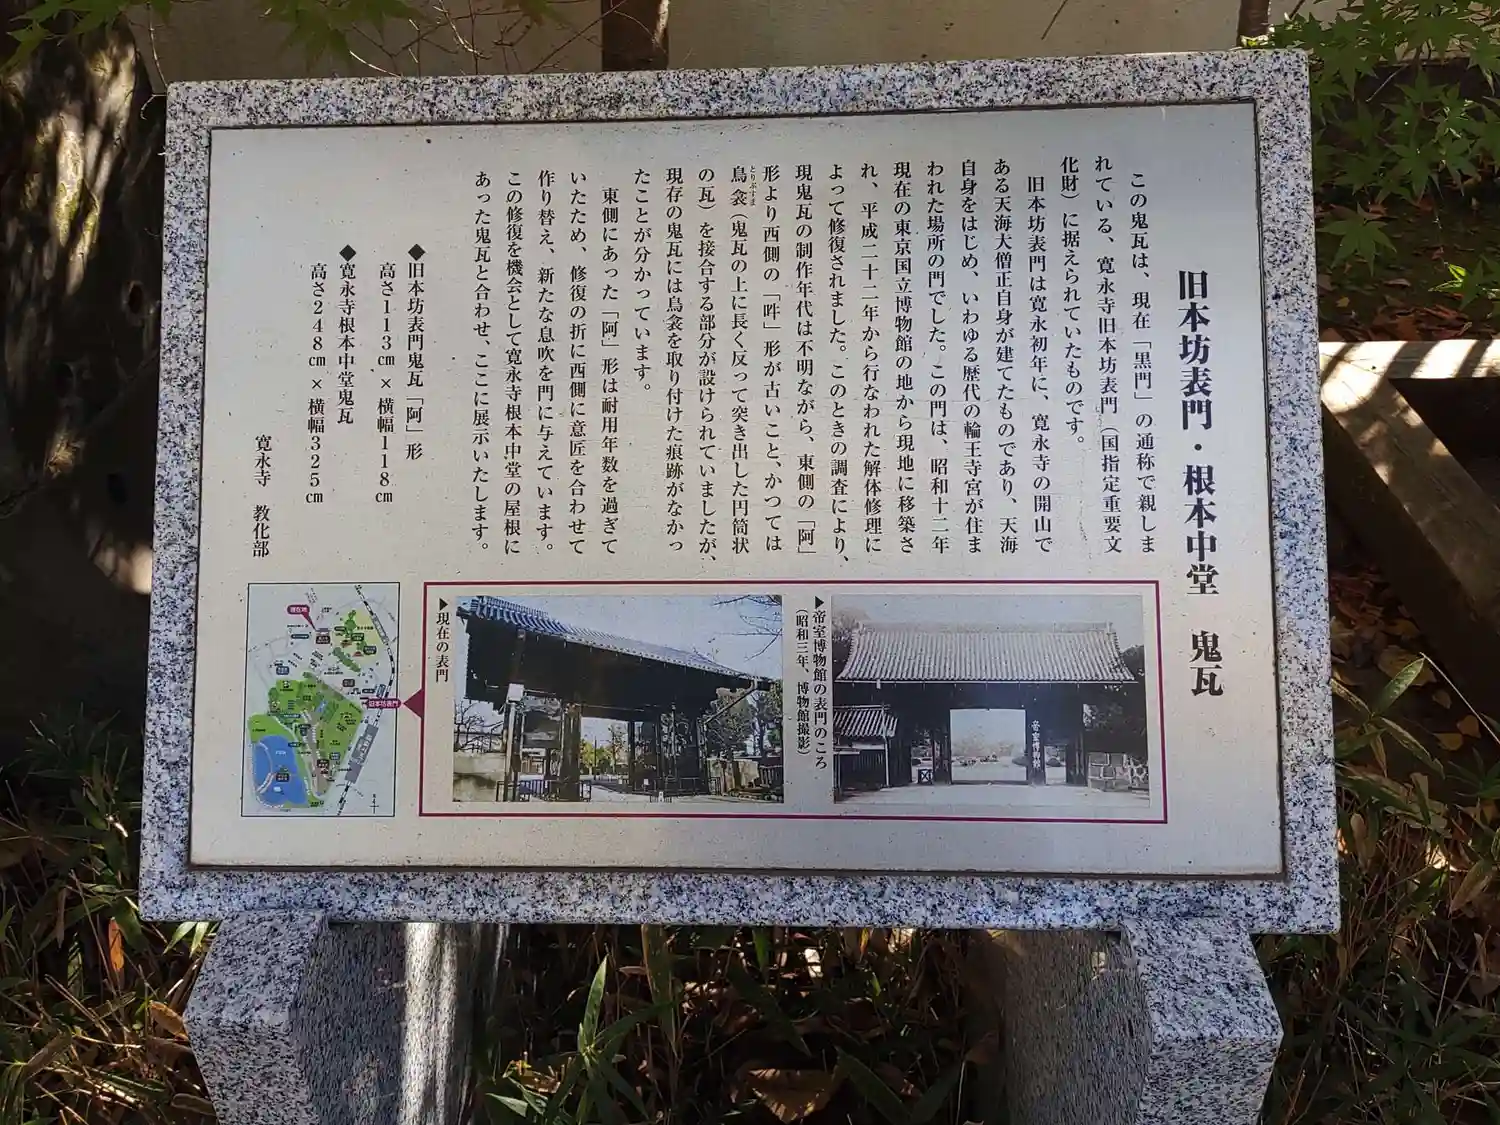 旧本坊表門・根本中堂　鬼瓦
この鬼瓦は、現在「黒門」の通称で親しま
れている、寛永寺旧本坊表門（国指定重要文
化財）に据えられていたものです。
旧本坊表門は寛永初年に、寛永寺の開山で
ある天海大僧正自身が建てたものであり、天海
自身をはじめ、いわゆる歴代の輪王寺宮が住ま
われた場所の門でした。この門は、昭和十二年
現在の東京国立博物館の地から現地に移築さ
れ、平成二十二年から行なわれた解体修理に
よって修復されました。このときの調査により、
現鬼瓦の制作年代は不明ながら、東側の「阿」
形より西側の「吽」形が古いこと、かつては
鳥衾（鬼瓦の上に長く反って突き出した円筒状
とりぶすま
の瓦）を接合する部分が設けられていましたが、
現存の鬼瓦には鳥衾を取り付けた痕跡がなかっ
たことが分かっています。
東側にあった「阿」形は耐用年数を過ぎて
いたため、修復の折に西側に意匠を合わせて
作り替え、新たな息吹を門に与えています。
この修復を機会として寛永寺根本中堂の屋根に
あった鬼瓦と合わせ、ここに展示いたします。
◆旧本坊表門鬼瓦「阿」形
高さ113㎝×横幅118㎝
◆寛永寺根本中堂鬼瓦
高さ248㎝×横幅325㎝
寛永寺　教化部
▶帝室博物館の表門のころ
（昭和三年、博物館撮影）
▶現在の表門
現在地
旧本坊表門